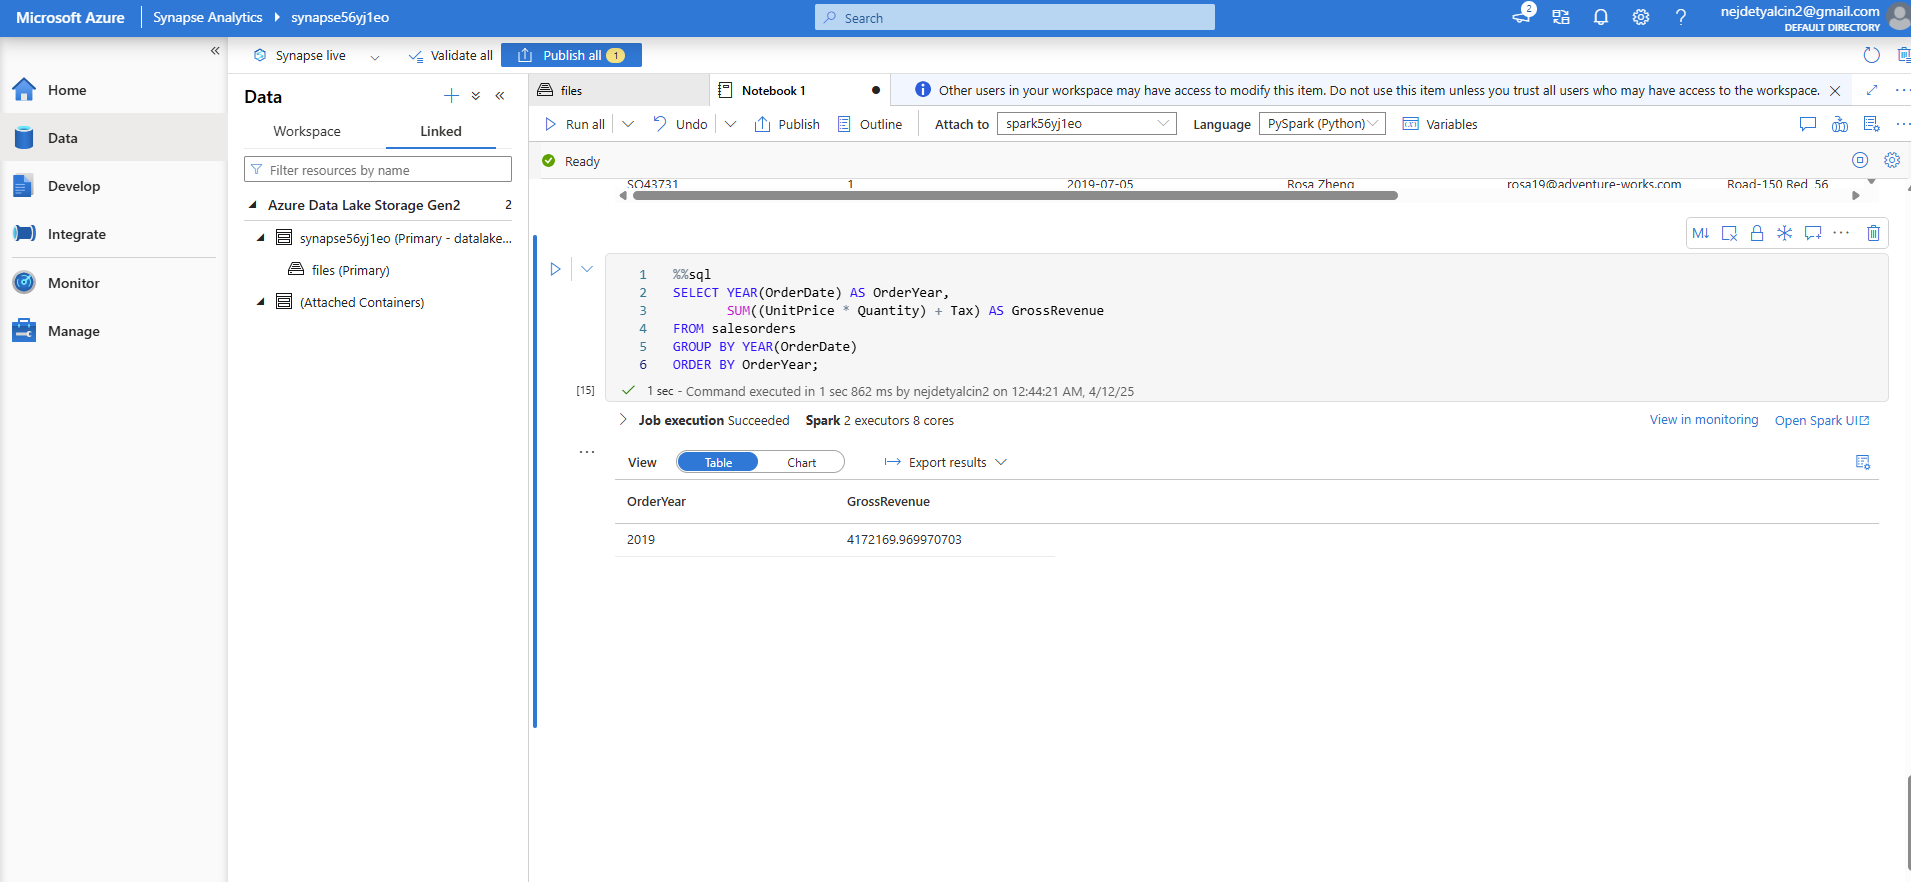 Microsoft Azure
Synapse Analytics
synapse56yj1eo
Search
2
nejdetyalcin2@gmail.com
DEFAULT DIRECTORY
Home
Data
Develop
Integrate
Monitor
Manage
Synapse live
Validate all
Publish all 1
Data
Workspace
Linked
Filter resources by name
Azure Data Lake Storage Gen2 2
synapse56yj1eo (Primary - datalake...
files (Primary)
(Attached Containers)
files
Notebook 1
Other users in your workspace may have access to modify this item. Do not use this item unless you trust all users who may have access to the workspace.
Run all
Undo
Publish
Outline
Attach to spark56yj1eo
Language PySpark (Python)
Variables
Ready
SO43731 1 2019-07-05 Rosa Zheng rosa19@adventure-works.com Road-150 Red, 56
M↓
1 %%sql
2 SELECT YEAR(OrderDate) AS OrderYear,
3 SUM((UnitPrice * Quantity) + Tax) AS GrossRevenue
4 FROM salesorders
5 GROUP BY YEAR(OrderDate)
6 ORDER BY OrderYear;
[15] 1 sec - Command executed in 1 sec 862 ms by nejdetyalcin2 on 12:44:21 AM, 4/12/25
Job execution Succeeded Spark 2 executors 8 cores
View in monitoring
Open Spark UI
View Table Chart
Export results
OrderYear GrossRevenue
2019 4172169.969970703